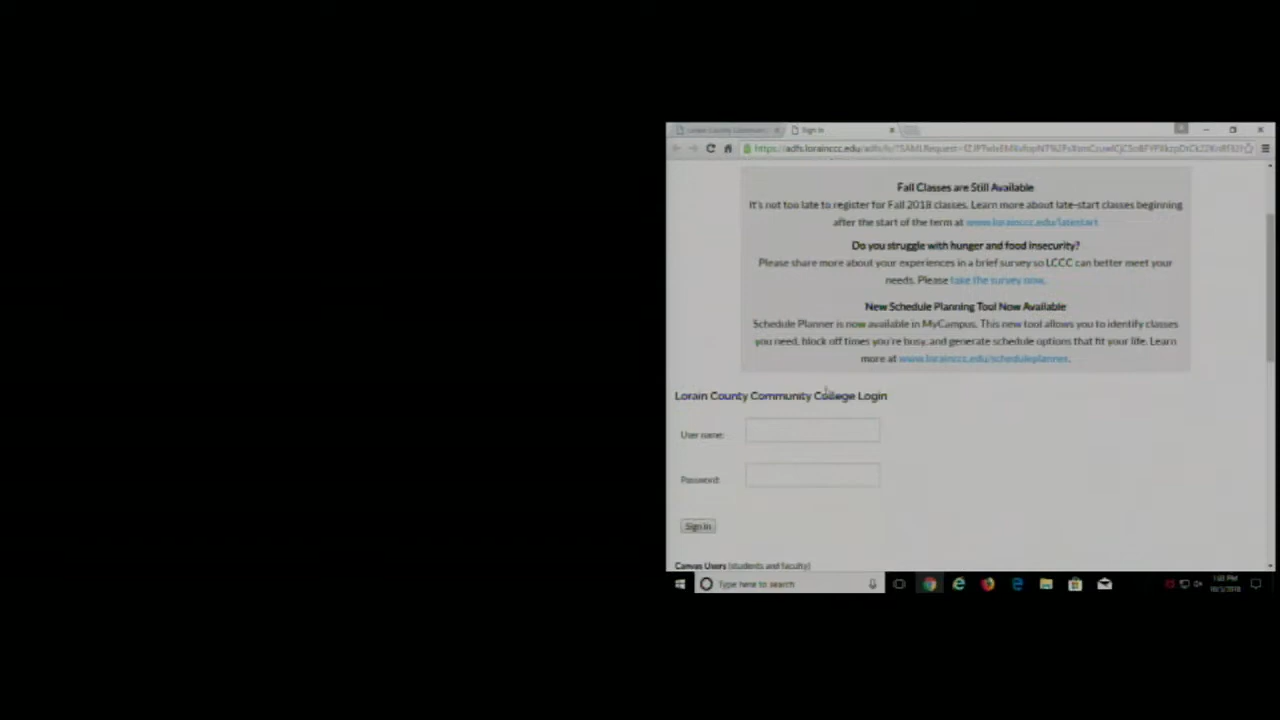 Sign In
Fall Classes are Still Available
It's not too late to register for Fall 2018 classes. Learn more about late-start classes beginning
after the start of the term at www.lorainccc.edu/latestart
Do you struggle with hunger and food insecurity?
Please share more about your experiences in a brief survey so LCCC can better meet your
needs. Please take the survey now.
New Schedule Planning Tool Now Available
Schedule Planner is now available in MyCampus. This new tool allows you to identify classes
you need, block off times you're busy, and generate schedule options that fit your life. Learn
more at www.lorainccc.edu/scheduleplanner.
Lorain County Community College Login
User name:
Password:
Sign In
Canvas Users (students and faculty)
Type here to search